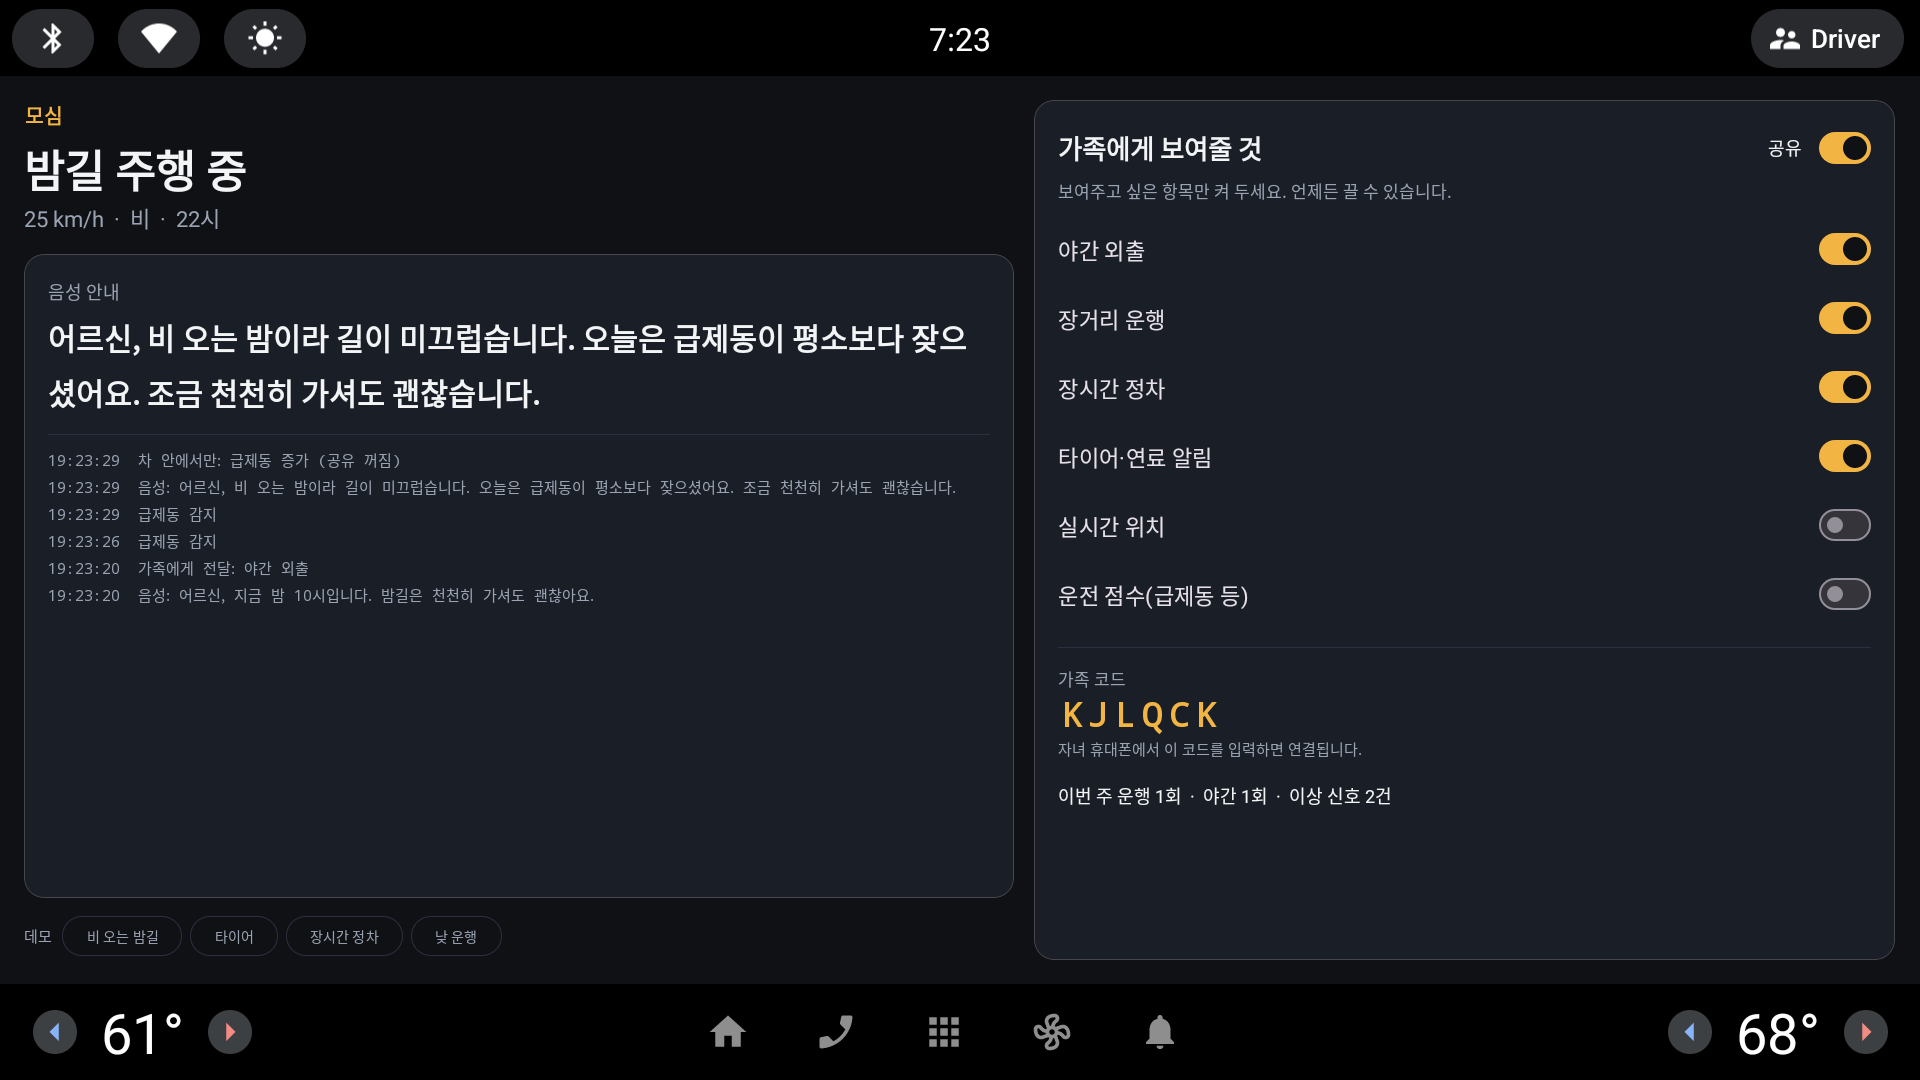 7:23
Driver
모심
밤길 주행 중
25 km/h · 비 · 22시
음성 안내
어르신, 비 오는 밤이라 길이 미끄럽습니다. 오늘은 급제동이 평소보다 잦으
셨어요. 조금 천천히 가셔도 괜찮습니다.
19:23:29 차 안에서만: 급제동 증가 (공유 꺼짐)
19:23:29 음성: 어르신, 비 오는 밤이라 길이 미끄럽습니다. 오늘은 급제동이 평소보다 잦으셨어요. 조금 천천히 가셔도 괜찮습니다.
19:23:29 급제동 감지
19:23:26 급제동 감지
19:23:20 가족에게 전달: 야간 외출
19:23:20 음성: 어르신, 지금 밤 10시입니다. 밤길은 천천히 가셔도 괜찮아요.
데모 비 오는 밤길 타이어 장시간 정차 낮 운행
가족에게 보여줄 것 공유
보여주고 싶은 항목만 켜 두세요. 언제든 끌 수 있습니다.
야간 외출
장거리 운행
장시간 정차
타이어·연료 알림
실시간 위치
운전 점수(급제동 등)
가족 코드
KJLQCK
자녀 휴대폰에서 이 코드를 입력하면 연결됩니다.
이번 주 운행 1회 · 야간 1회 · 이상 신호 2건
61° 68°